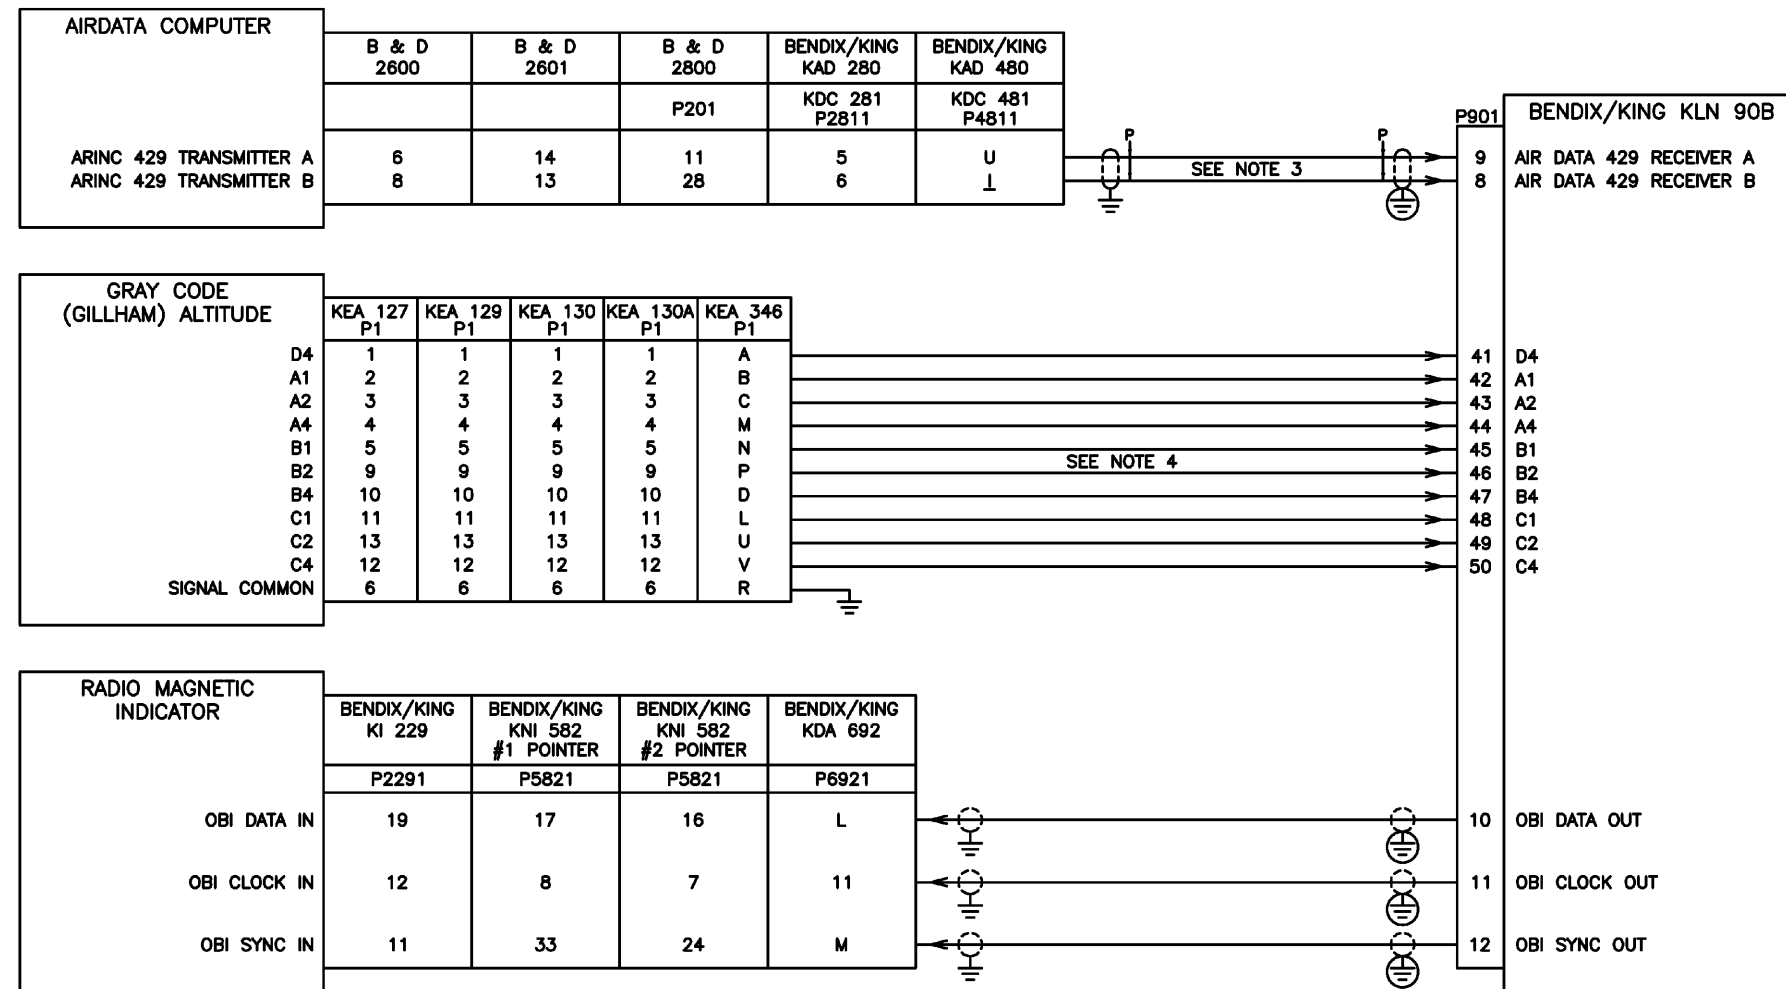 AIRDATA COMPUTER
B & D 2600
B & D 2601
B & D 2800
BENDIX/KING KAD 280
BENDIX/KING KAD 480
P201
KDC 281 P2811
KDC 481 P4811
ARINC 429 TRANSMITTER A 6 14 11 5 U
ARINC 429 TRANSMITTER B 8 13 28 6 I
P P
SEE NOTE 3
P901
BENDIX/KING KLN 90B
9 AIR DATA 429 RECEIVER A
8 AIR DATA 429 RECEIVER B
GRAY CODE
(GILLHAM) ALTITUDE
KEA 127 P1
KEA 129 P1
KEA 130 P1
KEA 130A P1
KEA 346 P1
D4 1 1 1 1 A 41 D4
A1 2 2 2 2 B 42 A1
A2 3 3 3 3 C 43 A2
A4 4 4 4 4 M 44 A4
B1 5 5 5 5 N 45 B1
SEE NOTE 4
B2 9 9 9 9 P 46 B2
B4 10 10 10 10 D 47 B4
C1 11 11 11 11 L 48 C1
C2 13 13 13 13 U 49 C2
C4 12 12 12 12 V 50 C4
SIGNAL COMMON 6 6 6 6 R
RADIO MAGNETIC
INDICATOR
BENDIX/KING KI 229
BENDIX/KING KNI 582 #1 POINTER
BENDIX/KING KNI 582 #2 POINTER
BENDIX/KING KDA 692
P2291 P5821 P5821 P6921
OBI DATA IN 19 17 16 L 10 OBI DATA OUT
OBI CLOCK IN 12 8 7 11 11 OBI CLOCK OUT
OBI SYNC IN 11 33 24 M 12 OBI SYNC OUT